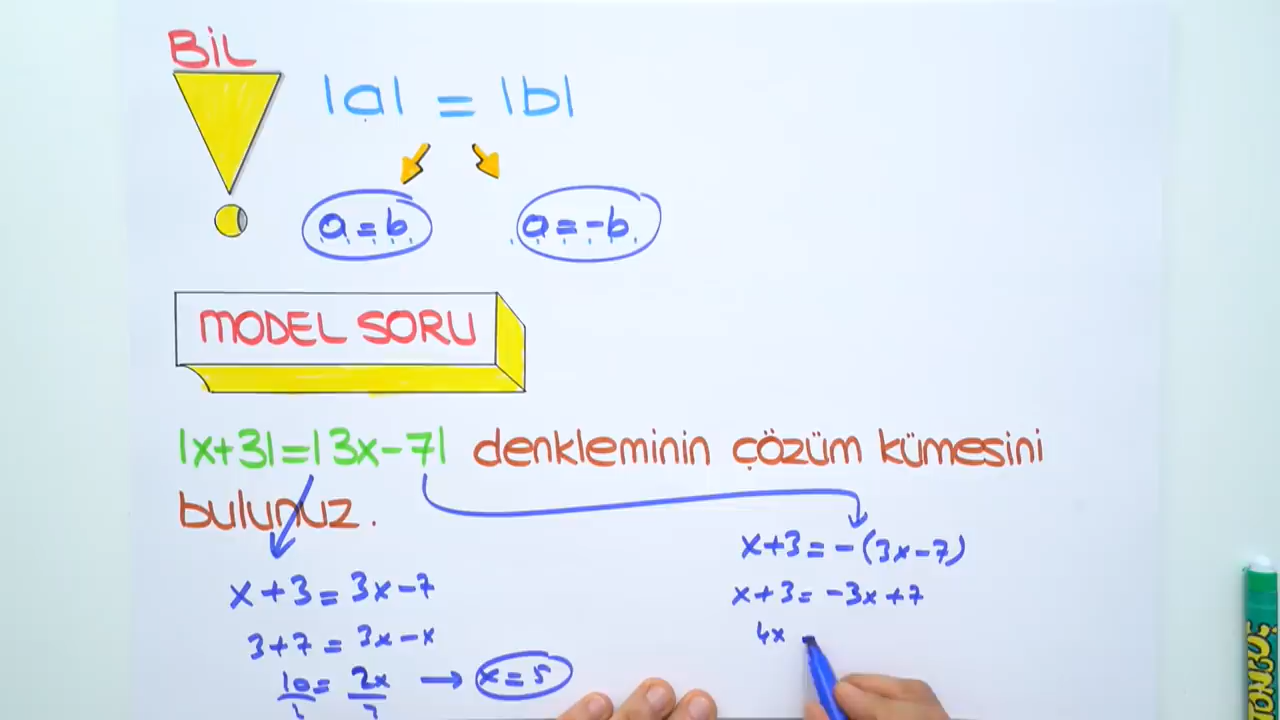 BİL
|a| = |b|
a = b
a = -b
MODEL SORU
|x+3|=|3x-7| denkleminin çözüm kümesini
bulunuz.
x+3 = 3x-7
3+7 = 3x-x
10 = 2x → x = 5
x+3 = -(3x-7)
x+3 = -3x+7
4x =